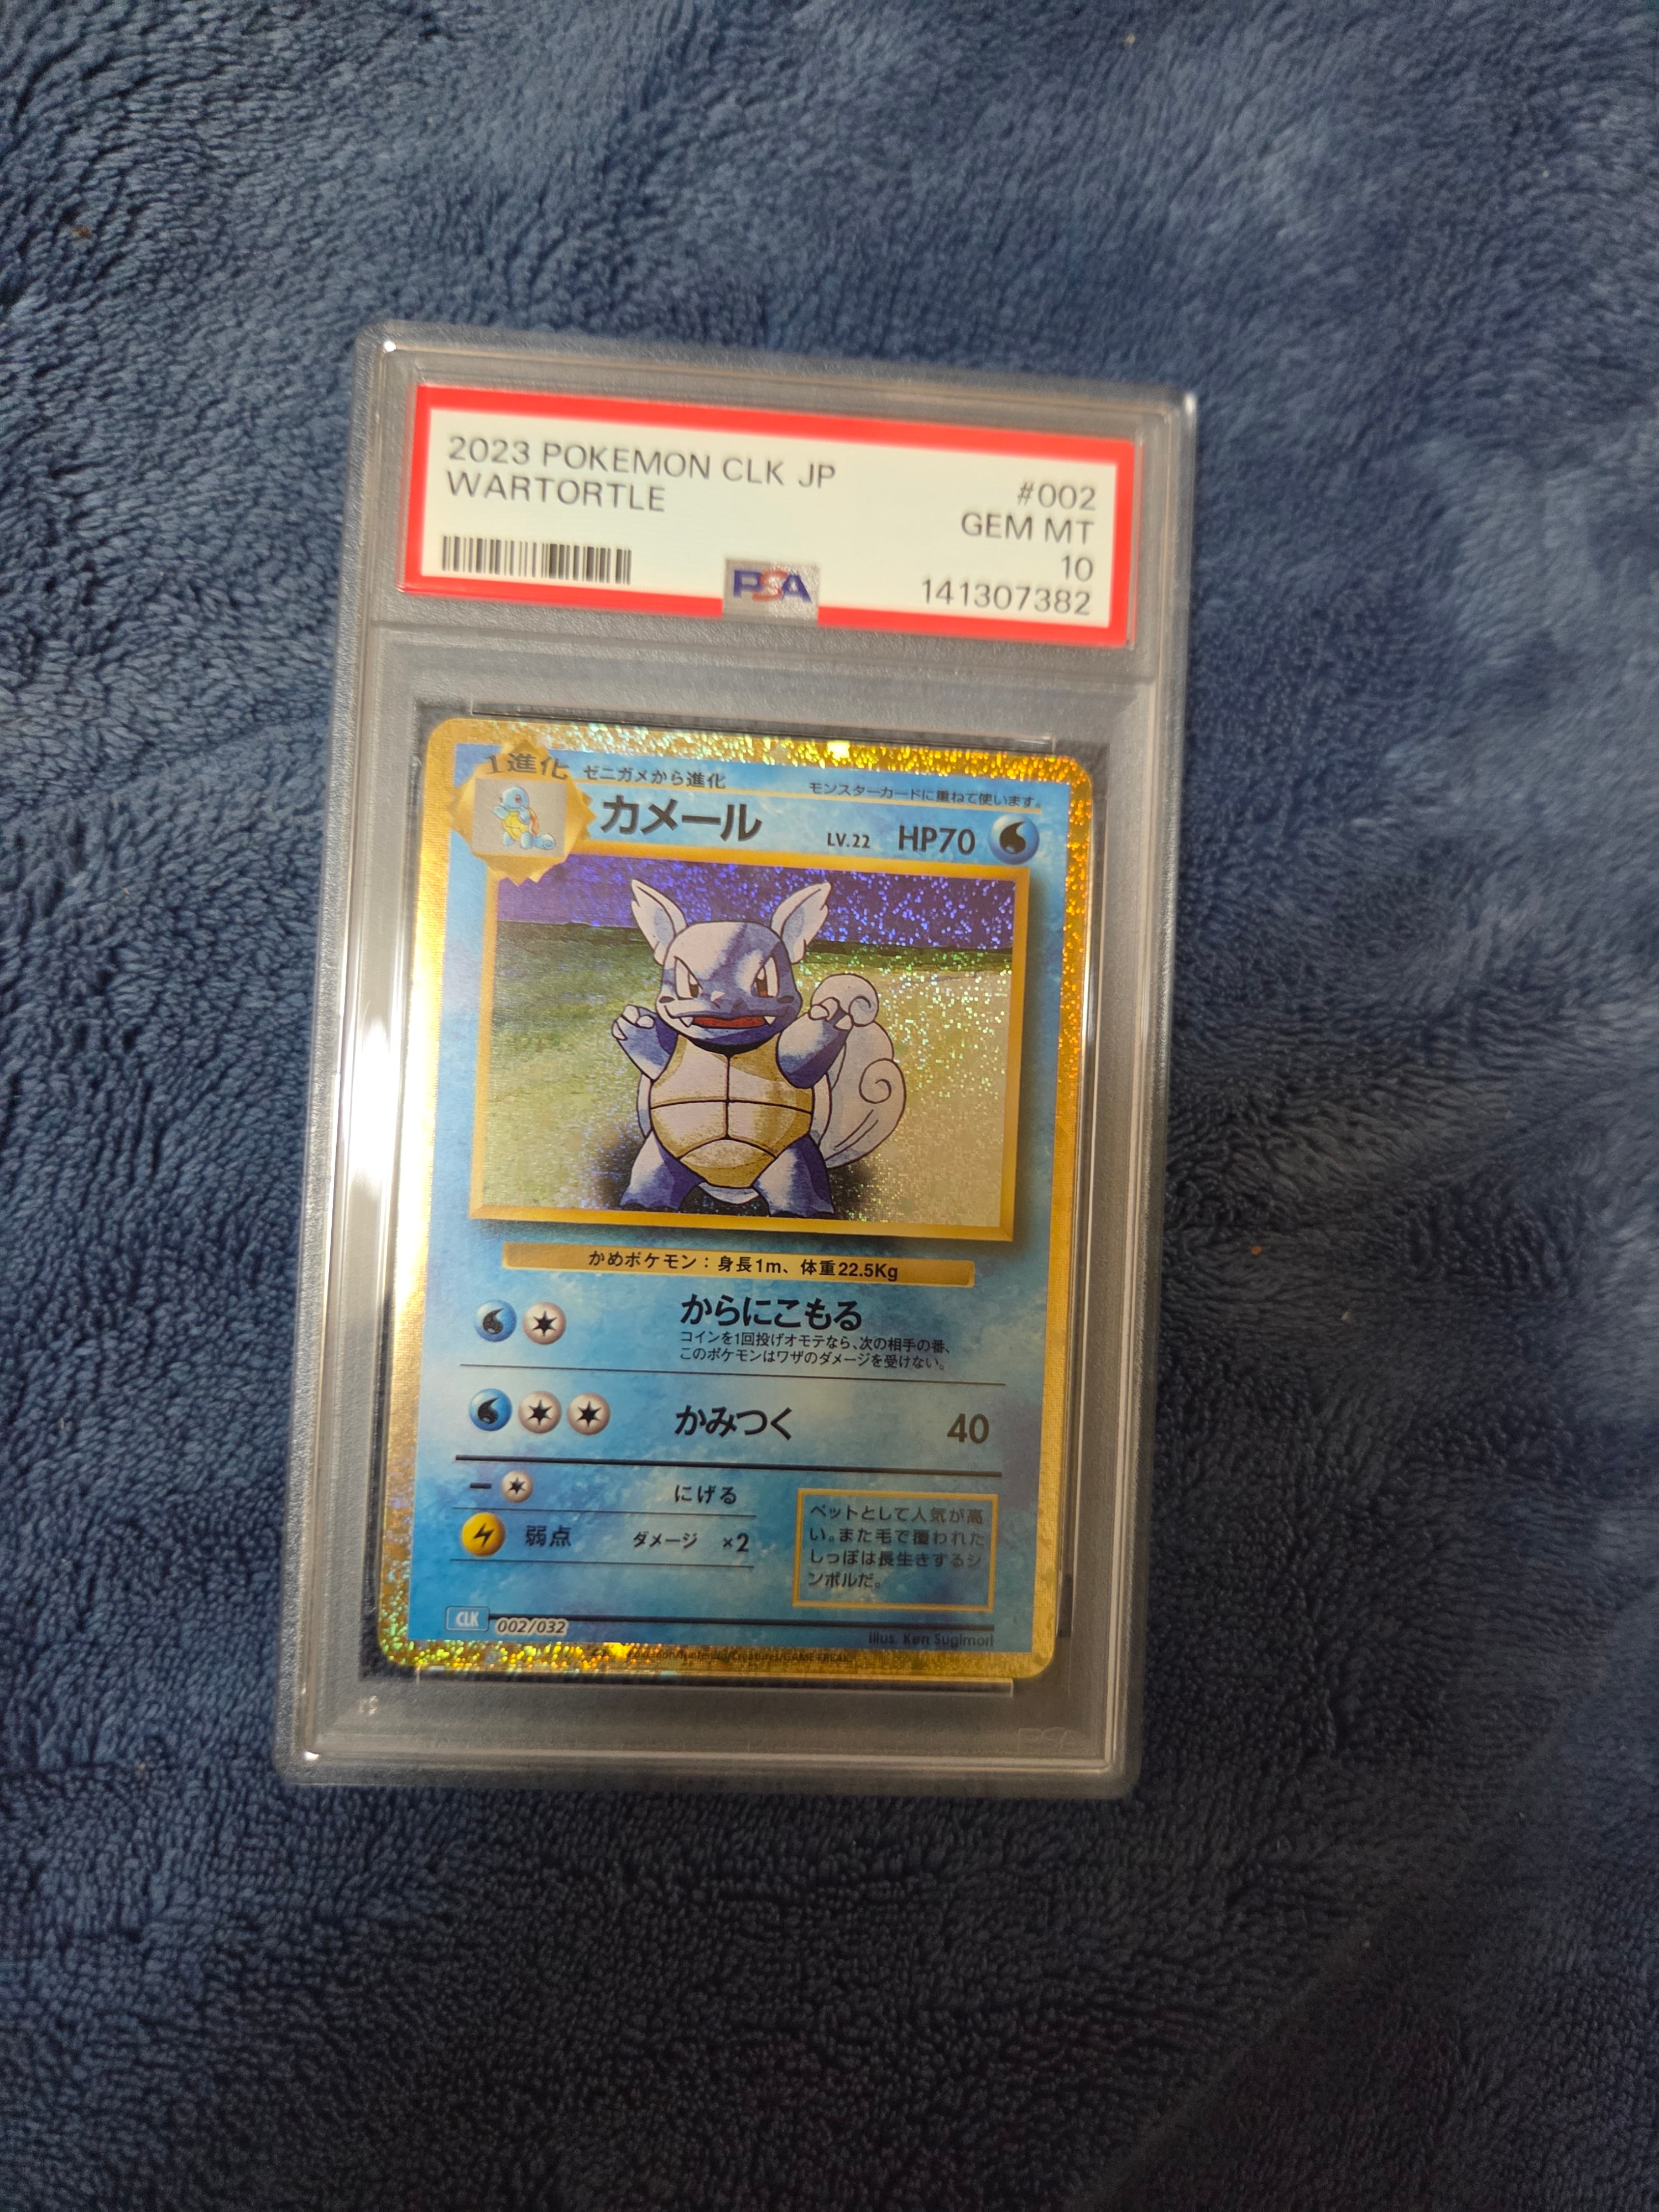 2023 POKEMON CLK JP
WARTORTLE
#002
GEM MT
10
PSA
141307382
1進化
ゼニガメから進化
モンスターカードに重ねて使います。
カメール
LV.22 HP70
かめポケモン：身長1m、体重22.5Kg
からにこもる
コインを1回投げオモテなら、次の相手の番、
このポケモンはワザのダメージを受けない。
かみつく 40
にげる
弱点 ダメージ ×2
ペットとして人気が高
い。また毛で覆われた
しっぽは長生きするシ
ンボルだ。
CLK 002/032
Illus. Ken Sugimori